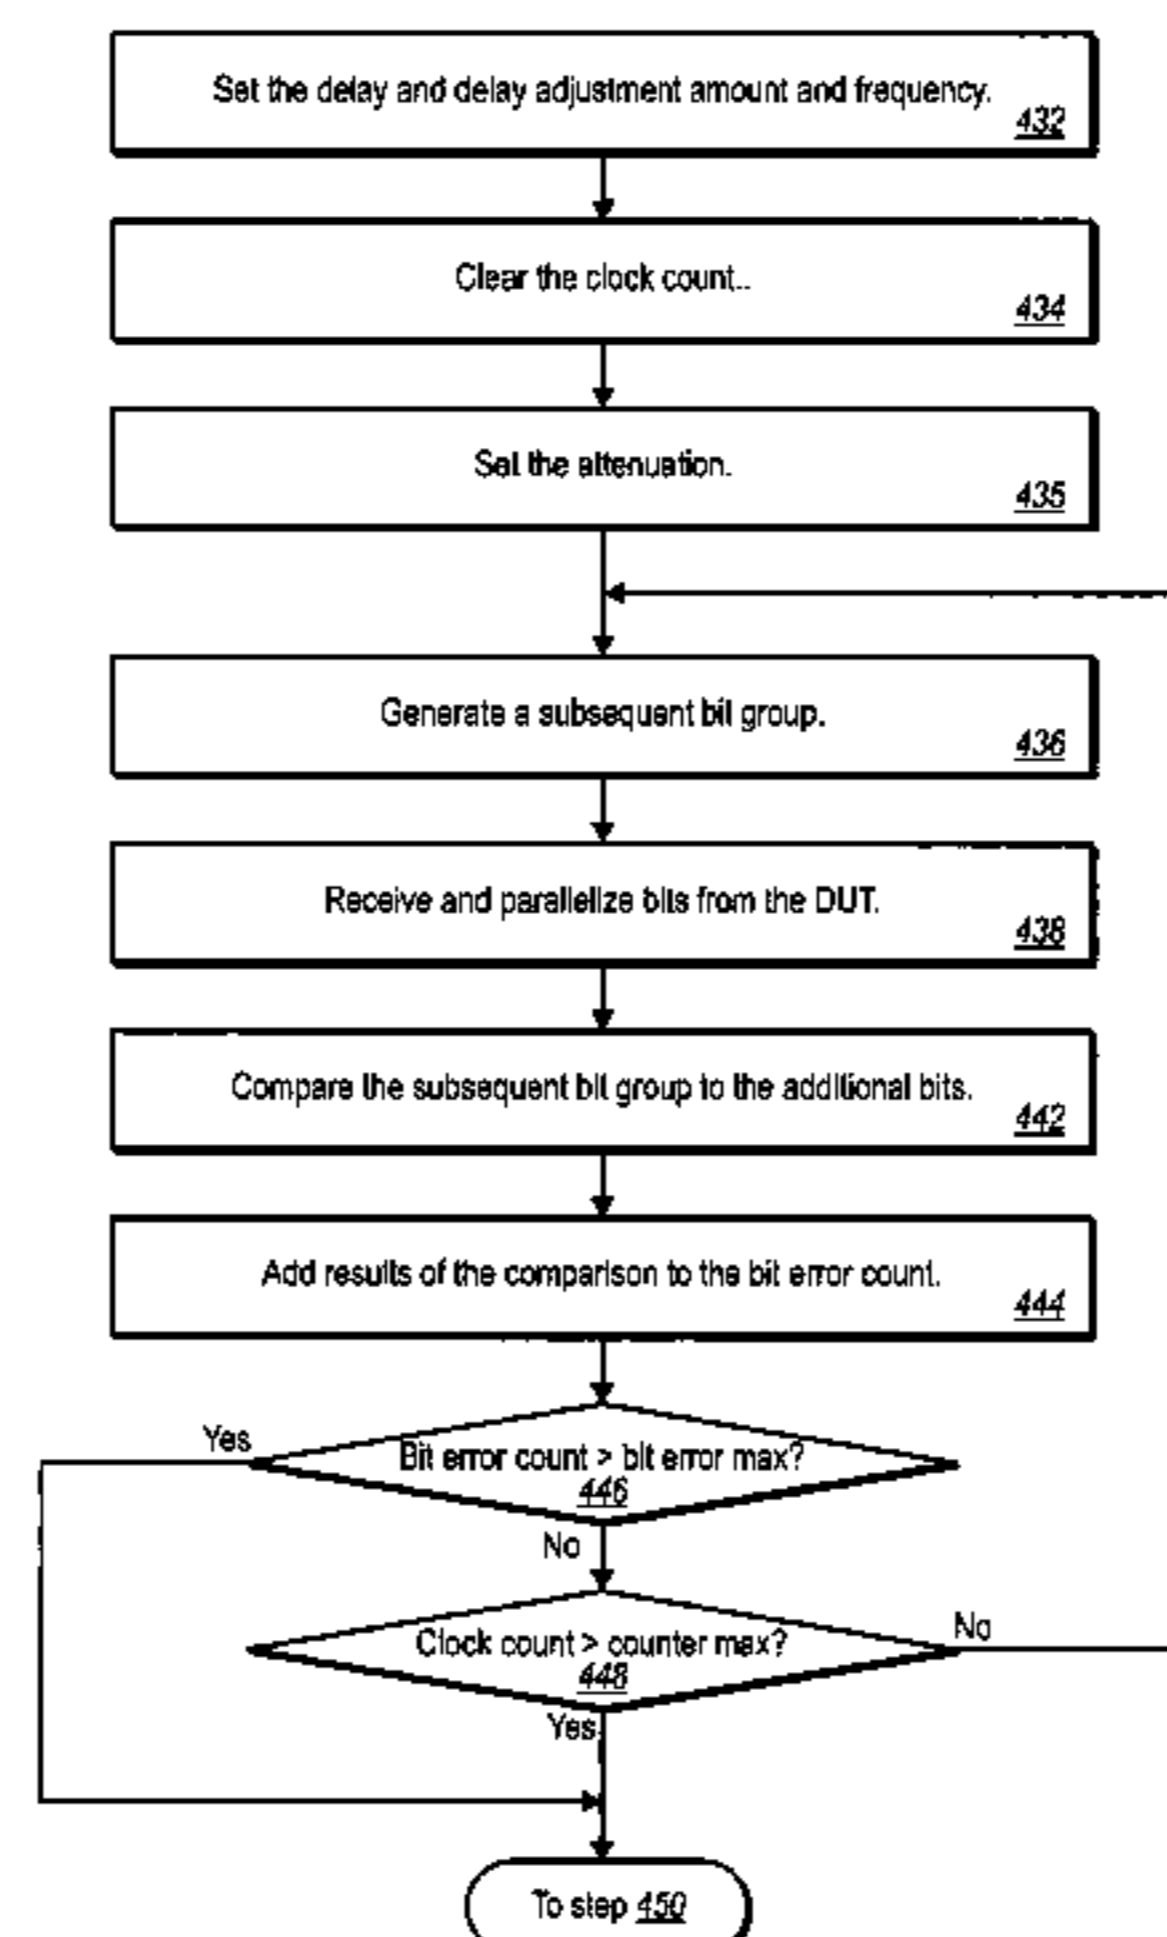 Set the delay and delay adjustment amount and frequency.
432
Clear the clock count..
434
Set the attenuation.
435
Generate a subsequent bit group.
436
Receive and parallelize bits from the DUT.
438
Compare the subsequent bit group to the additional bits.
442
Add results of the comparison to the bit error count.
444
Yes
Bit error count > bit error max?
446
No
Clock count > counter max?
448
No
Yes
To step 450